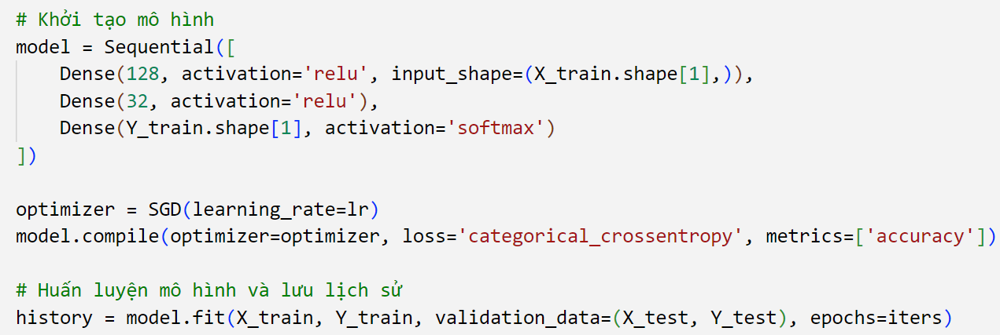 # Khởi tạo mô hình
model = Sequential([
    Dense(128, activation='relu', input_shape=(X_train.shape[1],)),
    Dense(32, activation='relu'),
    Dense(Y_train.shape[1], activation='softmax')
])

optimizer = SGD(learning_rate=lr)
model.compile(optimizer=optimizer, loss='categorical_crossentropy', metrics=['accuracy'])

# Huấn luyện mô hình và lưu lịch sử
history = model.fit(X_train, Y_train, validation_data=(X_test, Y_test), epochs=iters)